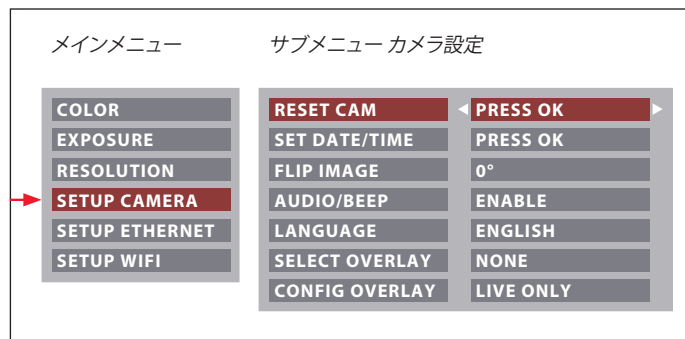 メインメニュー
サブメニュー カメラ設定
COLOR
EXPOSURE
RESOLUTION
SETUP CAMERA
SETUP ETHERNET
SETUP WIFI
RESET CAM PRESS OK
SET DATE/TIME PRESS OK
FLIP IMAGE 0°
AUDIO/BEEP ENABLE
LANGUAGE ENGLISH
SELECT OVERLAY NONE
CONFIG OVERLAY LIVE ONLY